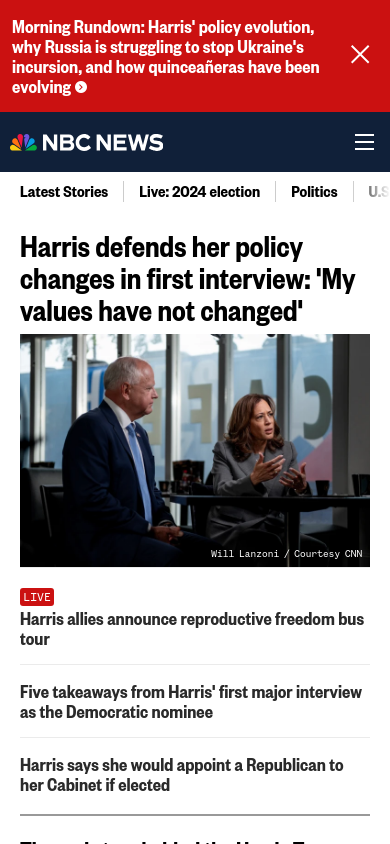 Morning Rundown: Harris' policy evolution,
why Russia is struggling to stop Ukraine's
incursion, and how quinceañeras have been
evolving
NBC NEWS
Latest Stories
Live: 2024 election
Politics
U.S
Harris defends her policy
changes in first interview: 'My
values have not changed'
Will Lanzoni / Courtesy CNN
LIVE
Harris allies announce reproductive freedom bus
tour
Five takeaways from Harris' first major interview
as the Democratic nominee
Harris says she would appoint a Republican to
her Cabinet if elected